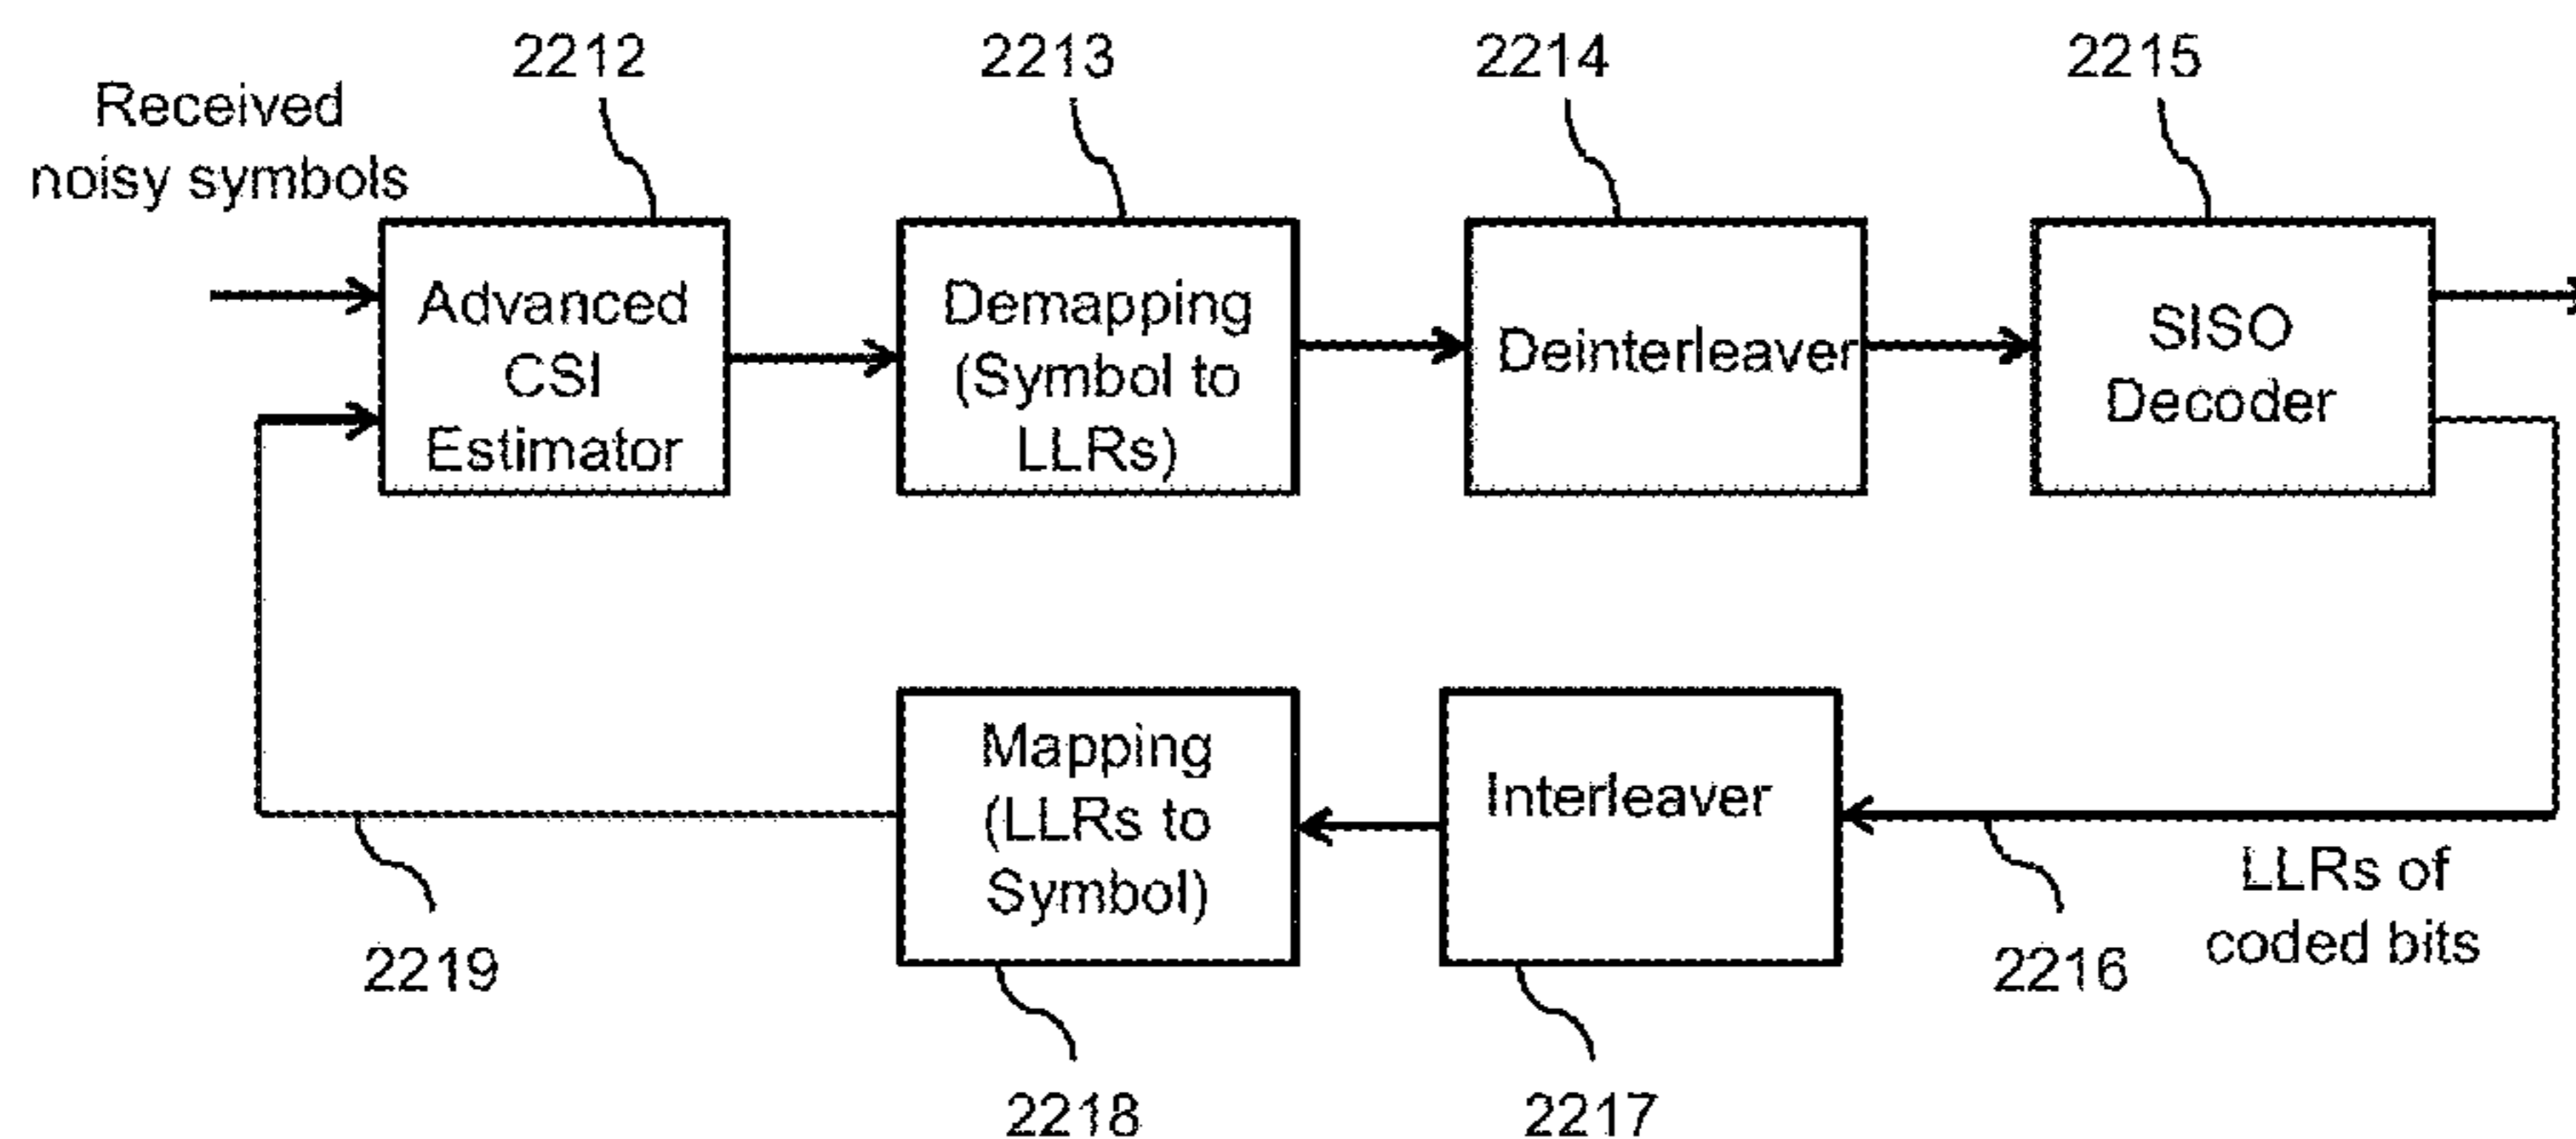 2212
2213
2214
2215
Received
noisy symbols
Advanced
CSI
Estimator
Demapping
(Symbol to
LLRs)
Deinterleaver
SISO
Decoder
Mapping
(LLRs to
Symbol)
Interleaver
LLRs of
coded bits
2219
2216
2218
2217